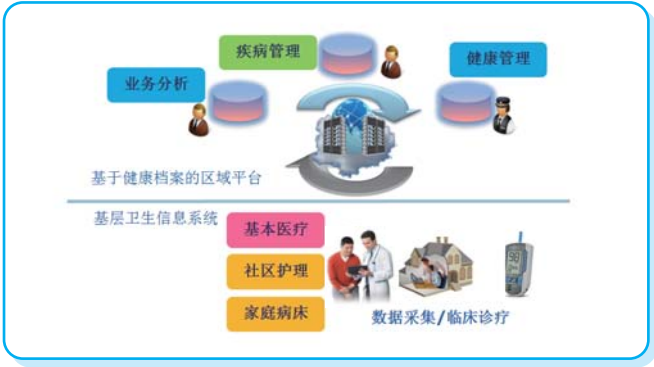 疾病管理
健康管理
业务分析
基于健康档案的区域平台
基层卫生信息系统
基本医疗
社区护理
家庭病床
数据采集/临床诊疗
98